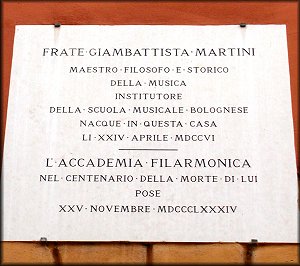 FRATE·GIAMBATTISTA·MARTINI
MAESTRO·FILOSOFO·E·STORICO
DELLA·MUSICA
INSTITUTORE
DELLA·SCUOLA·MUSICALE·BOLOGNESE
NACQUE·IN·QUESTA·CASA
LI·XXIV·APRILE·MDCCVI
L'ACCADEMIA·FILARMONICA
NEL·CENTENARIO·DELLA·MORTE·DI·LUI
POSE
XXV·NOVEMBRE·MDCCCLXXXIV